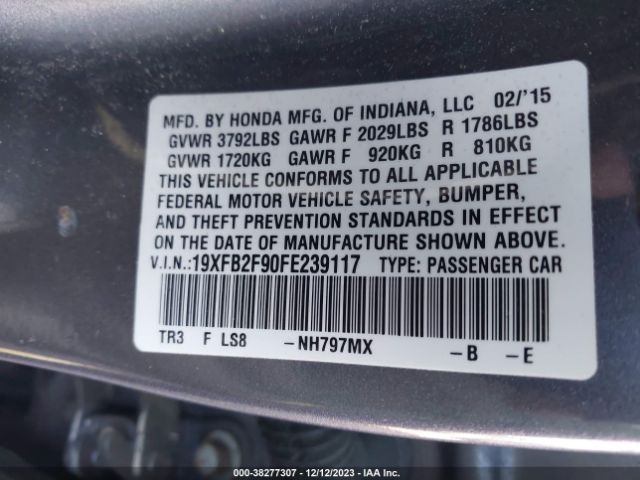 MFD. BY HONDA MFG. OF INDIANA, LLC 02/'15
GVWR 3792LBS GAWR F 2029LBS R 1786LBS
GVWR 1720KG GAWR F 920KG R 810KG
THIS VEHICLE CONFORMS TO ALL APPLICABLE
FEDERAL MOTOR VEHICLE SAFETY, BUMPER,
AND THEFT PREVENTION STANDARDS IN EFFECT
ON THE DATE OF MANUFACTURE SHOWN ABOVE.
V.I.N.:19XFB2F90FE239117 TYPE: PASSENGER CAR
TR3 F LS8 -NH797MX -B -E
000-38277307 - 12/12/2023 - IAA Inc.